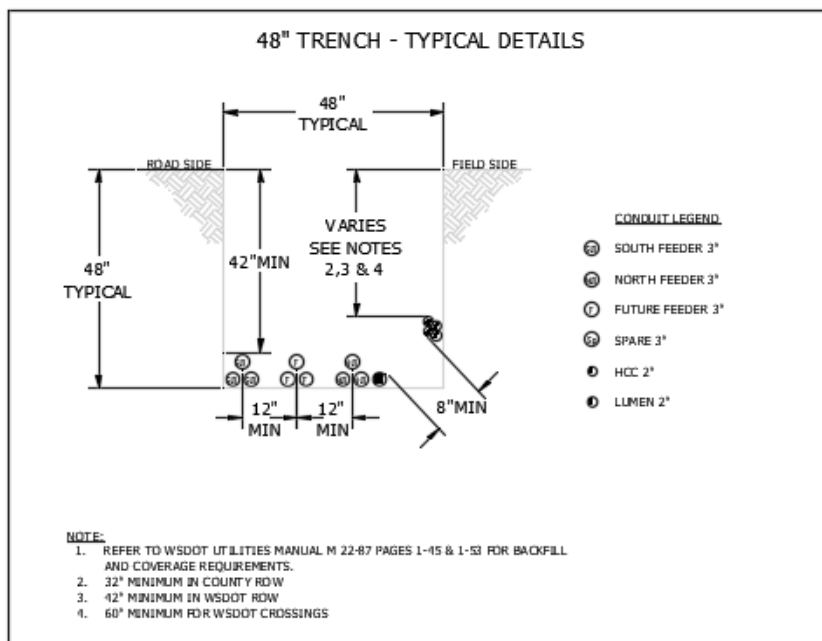 48" TRENCH - TYPICAL DETAILS
48"
TYPICAL
ROAD SIDE
FIELD SIDE
VARIES
SEE NOTES
2,3 & 4
42"MIN
48"
TYPICAL
12"
MIN
12"
MIN
8"MIN
CONDUIT LEGEND
SOUTH FEEDER 3"
NORTH FEEDER 3"
F FUTURE FEEDER 3"
SPARE 3"
HCC 2"
LUMEN 2"
F
F F
NOTE:
1. REFER TO WSDOT UTILITIES MANUAL M 22-87 PAGES 1-45 & 1-53 FOR BACKFILL
AND COVERAGE REQUIREMENTS.
2. 32" MINIMUM IN COUNTY ROW
3. 42" MINIMUM IN WSDOT ROW
4. 60" MINIMUM FOR WSDOT CROSSINGS